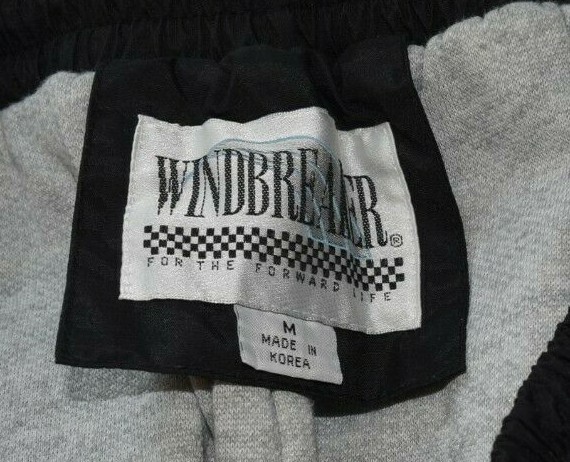 WINDBREAKER®
FOR THE FORWARD LIFE
M
MADE IN
KOREA